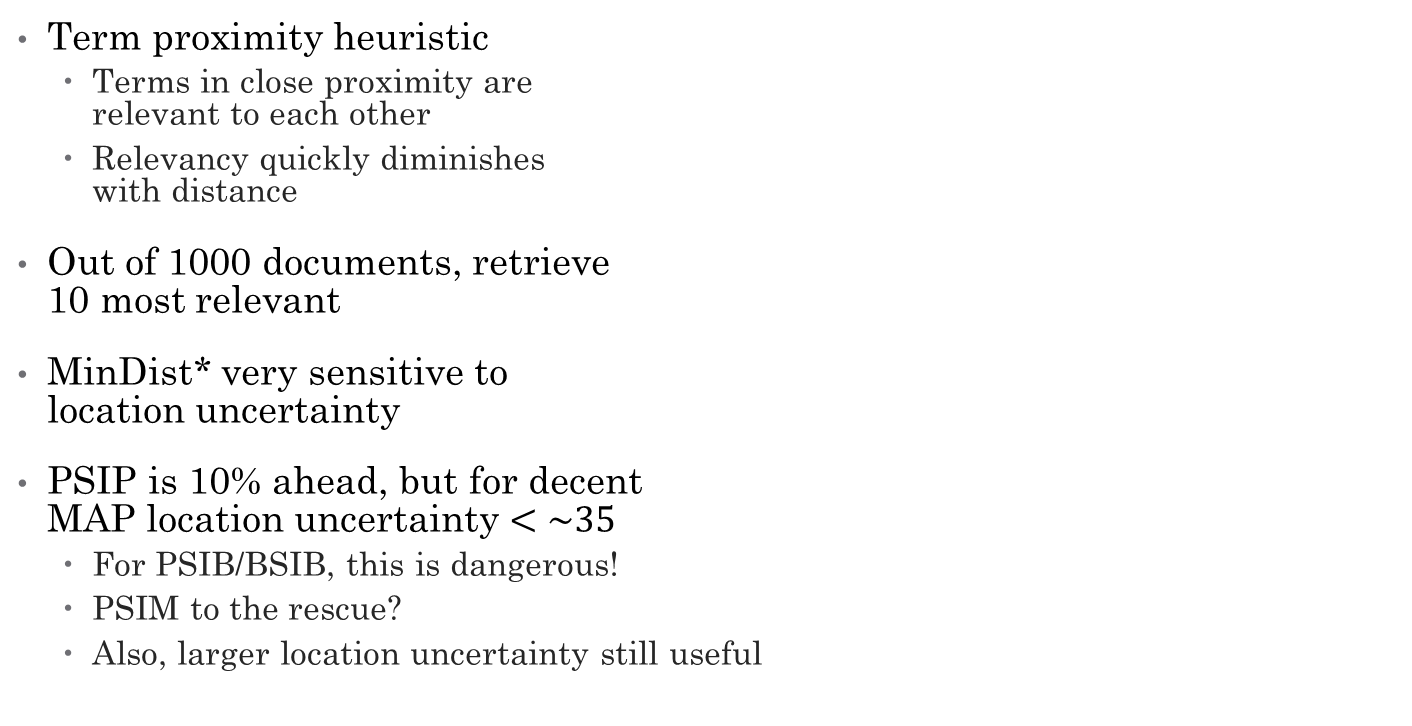 • Term proximity heuristic
• Terms in close proximity are
relevant to each other
• Relevancy quickly diminishes
with distance
• Out of 1000 documents, retrieve
10 most relevant
• MinDist* very sensitive to
location uncertainty
• PSIP is 10% ahead, but for decent
MAP location uncertainty < ~35
• For PSIB/BSIB, this is dangerous!
• PSIM to the rescue?
• Also, larger location uncertainty still useful